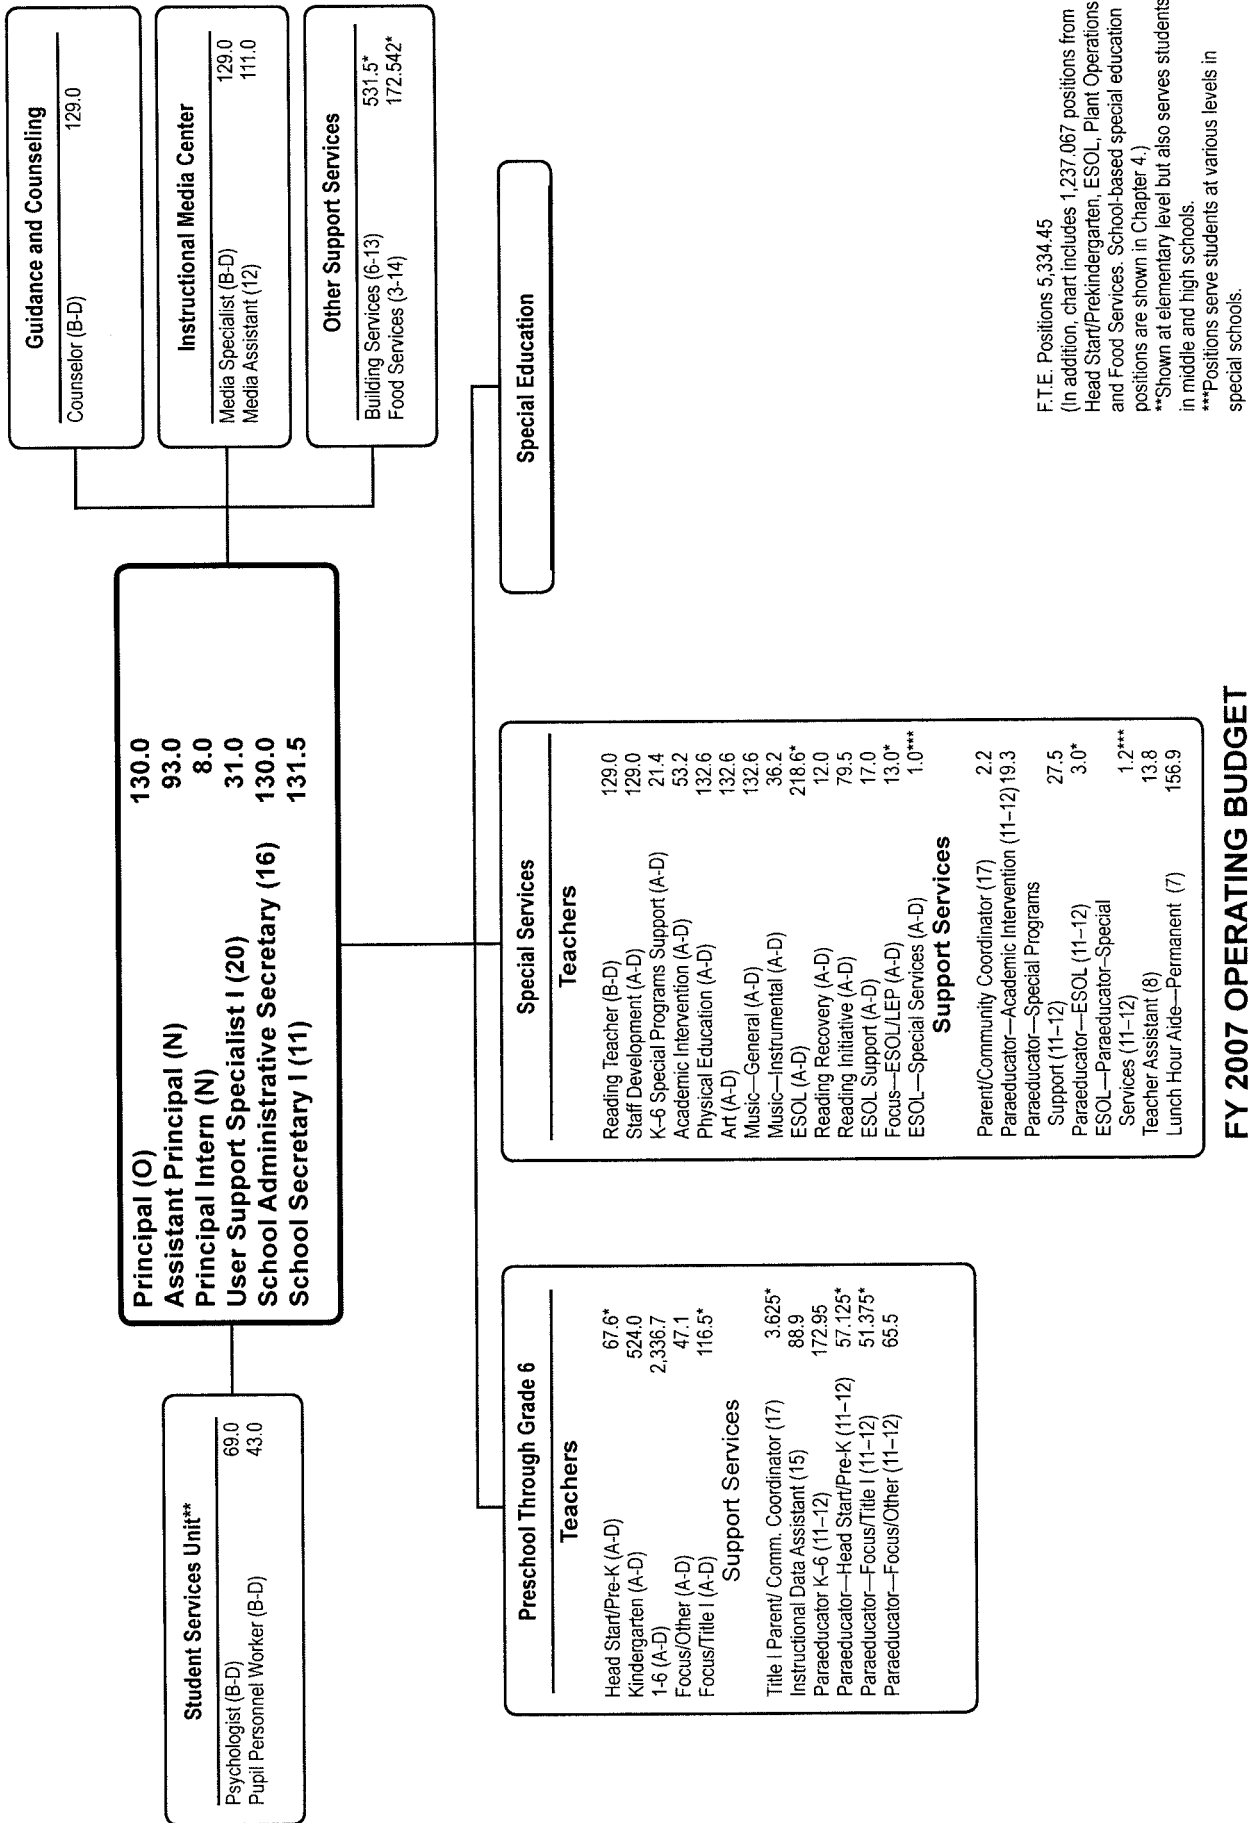 Principal (O) 130.0
Assistant Principal (N) 93.0
Principal Intern (N) 8.0
User Support Specialist I (20) 31.0
School Administrative Secretary (16) 130.0
School Secretary I (11) 131.5
Student Services Unit**
Psychologist (B-D) 69.0
Pupil Personnel Worker (B-D) 43.0
Guidance and Counseling
Counselor (B-D) 129.0
Instructional Media Center
Media Specialist (B-D) 129.0
Media Assistant (12) 111.0
Other Support Services
Building Services (6-13) 531.5*
Food Services (3-14) 172.542*
Preschool Through Grade 6
Teachers
Head Start/Pre-K (A-D) 67.6*
Kindergarten (A-D) 524.0
1-6 (A-D) 2,336.7
Focus/Other (A-D) 47.1
Focus/Title I (A-D) 116.5*
Support Services
Title I Parent/ Comm. Coordinator (17) 3.625*
Instructional Data Assistant (15) 88.9
Paraeducator K–6 (11–12) 172.95
Paraeducator—Head Start/Pre-K (11–12) 57.125*
Paraeducator—Focus/Title I (11–12) 51.375*
Paraeducator—Focus/Other (11–12) 65.5
Special Services
Teachers
Reading Teacher (B-D) 129.0
Staff Development (A-D) 129.0
K–6 Special Programs Support (A-D) 21.4
Academic Intervention (A-D) 53.2
Physical Education (A-D) 132.6
Art (A-D) 132.6
Music—General (A-D) 132.6
Music—Instrumental (A-D) 36.2
ESOL (A-D) 218.6*
Reading Recovery (A-D) 12.0
Reading Initiative (A-D) 79.5
ESOL Support (A-D) 17.0
Focus—ESOL/LEP (A-D) 13.0*
ESOL—Special Services (A-D) 1.0***
Support Services
Parent/Community Coordinator (17) 2.2
Paraeducator—Academic Intervention (11–12) 19.3
Paraeducator—Special Programs
Support (11–12) 27.5
Paraeducator—ESOL (11–12) 3.0*
ESOL—Paraeducator–Special
Services (11–12) 1.2***
Teacher Assistant (8) 13.8
Lunch Hour Aide—Permanent (7) 156.9
Special Education
F.T.E. Positions 5,334.45
(In addition, chart includes 1,237.067 positions from
Head Start/Prekindergarten, ESOL, Plant Operations
and Food Services. School-based special education
positions are shown in Chapter 4.)
**Shown at elementary level but also serves students
in middle and high schools.
***Positions serve students at various levels in
special schools.
FY 2007 OPERATING BUDGET